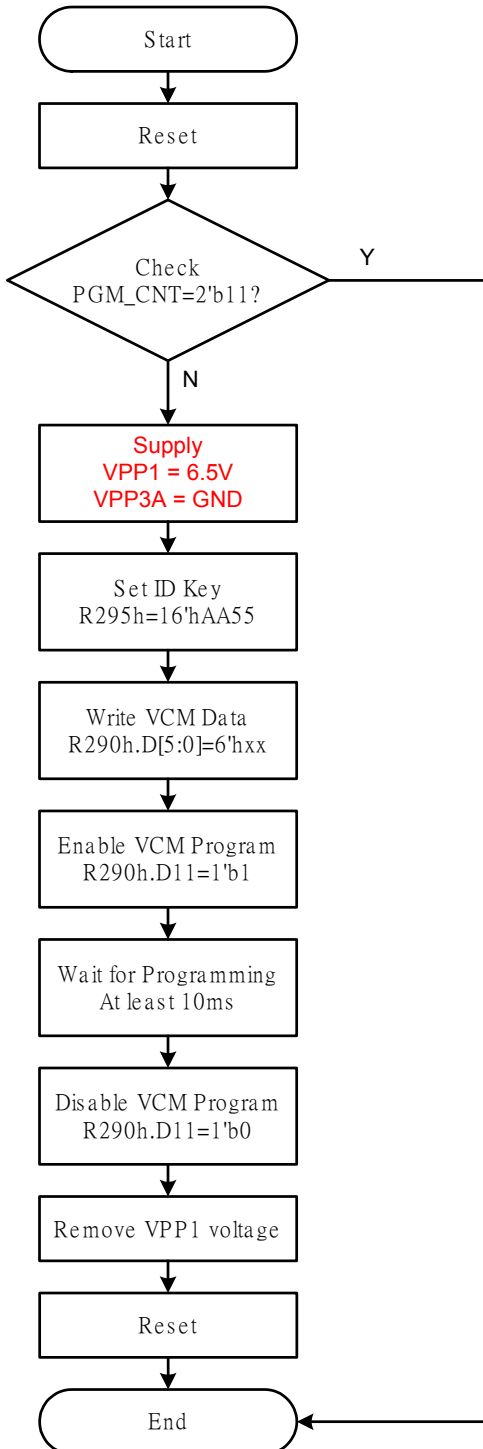 Start
Reset
Check
PGM_CNT=2'b11?
Y
N
Supply
VPP1 = 6.5V
VPP3A = GND
Set ID Key
R295h=16'hAA55
Write VCM Data
R290h.D[5:0]=6'hxx
Enable VCM Program
R290h.D11=1'b1
Wait for Programming
At least 10ms
Disable VCM Program
R290h.D11=1'b0
Remove VPP1 voltage
Reset
End